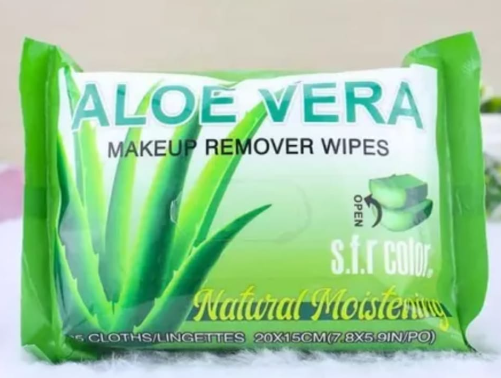 ALOE VERA
MAKEUP REMOVER WIPES
OPEN
s.f.r color
Natural Moistening
CLOTHS/LINGETTES 20X15CM(7.8X5.9IN/PO)